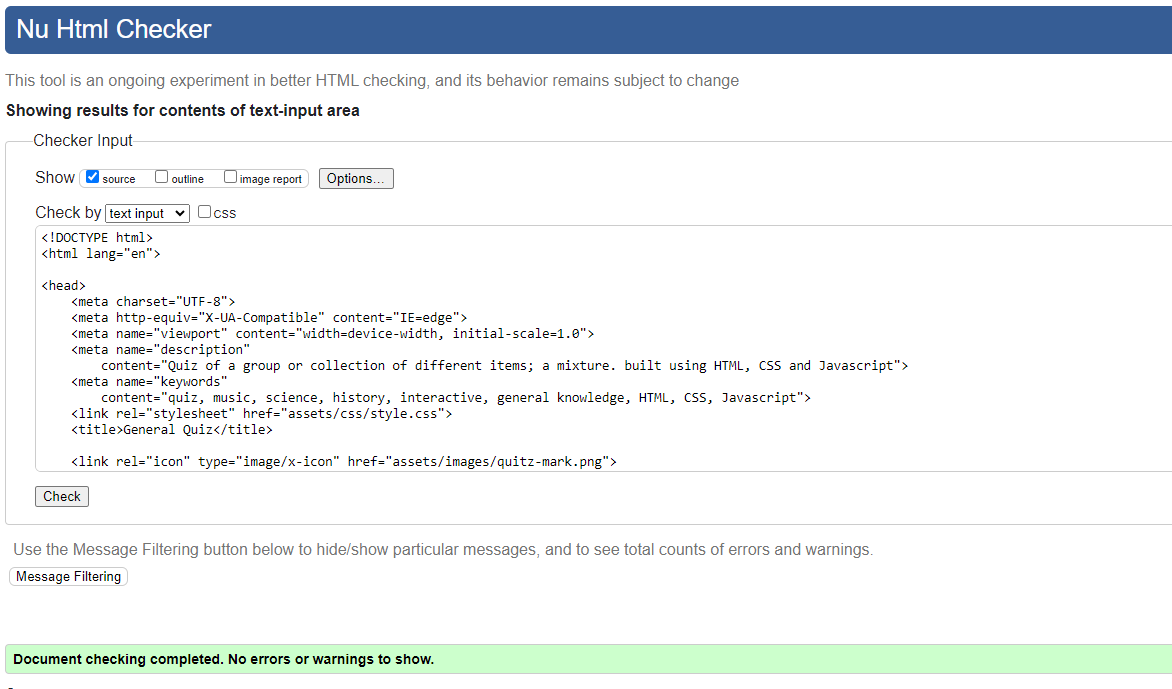 Nu Html Checker
This tool is an ongoing experiment in better HTML checking, and its behavior remains subject to change
Showing results for contents of text-input area
Checker Input
Show source outline image report Options...
Check by text input css
<!DOCTYPE html>
<html lang="en">
<head>
<meta charset="UTF-8">
<meta http-equiv="X-UA-Compatible" content="IE=edge">
<meta name="viewport" content="width=device-width, initial-scale=1.0">
<meta name="description"
content="Quiz of a group or collection of different items; a mixture. built using HTML, CSS and Javascript">
<meta name="keywords"
content="quiz, music, science, history, interactive, general knowledge, HTML, CSS, Javascript">
<link rel="stylesheet" href="assets/css/style.css">
<title>General Quiz</title>
<link rel="icon" type="image/x-icon" href="assets/images/quitz-mark.png">
Check
Use the Message Filtering button below to hide/show particular messages, and to see total counts of errors and warnings.
Message Filtering
Document checking completed. No errors or warnings to show.